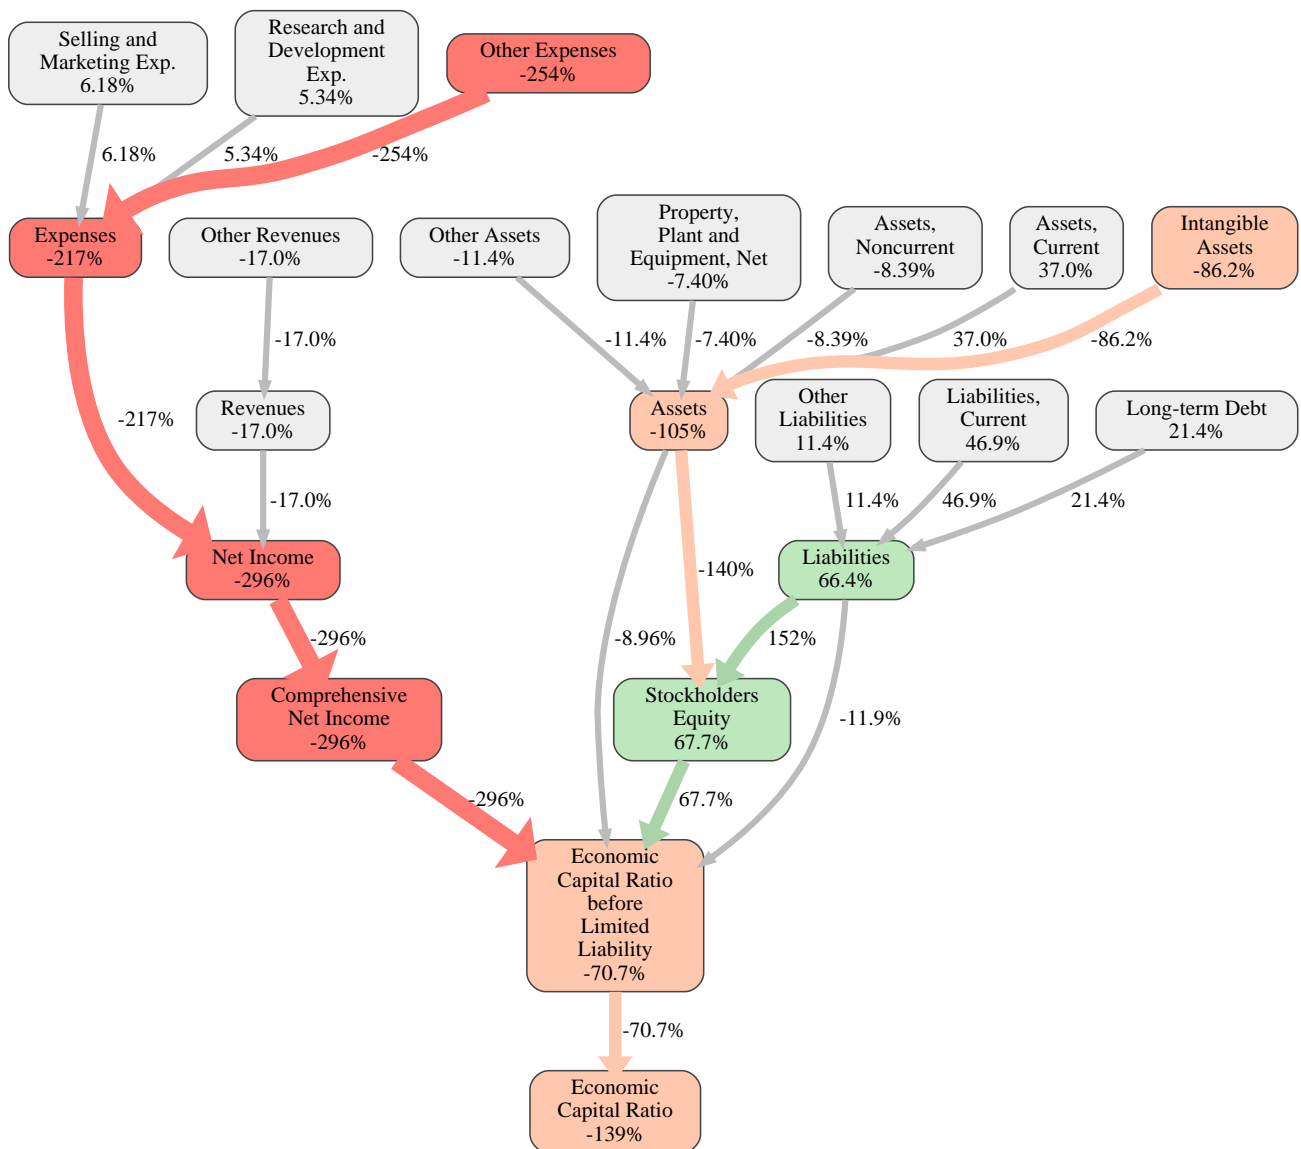 Selling and
Marketing Exp.
6.18%
Research and
Development
Exp.
5.34%
Other Expenses
-254%
6.18%
5.34%
-254%
Expenses
-217%
Other Revenues
-17.0%
Other Assets
-11.4%
Property,
Plant and
Equipment, Net
-7.40%
Assets,
Noncurrent
-8.39%
Assets,
Current
37.0%
Intangible
Assets
-86.2%
-17.0%
-11.4%
-7.40%
-8.39%
37.0%
-86.2%
-217%
Revenues
-17.0%
Assets
-105%
Other
Liabilities
11.4%
Liabilities,
Current
46.9%
Long-term Debt
21.4%
-17.0%
11.4%
46.9%
21.4%
Net Income
-296%
Liabilities
66.4%
-140%
-296%
-8.96%
152%
Comprehensive
Net Income
-296%
Stockholders
Equity
67.7%
-11.9%
-296%
67.7%
Economic
Capital Ratio
before
Limited
Liability
-70.7%
-70.7%
Economic
Capital Ratio
-139%